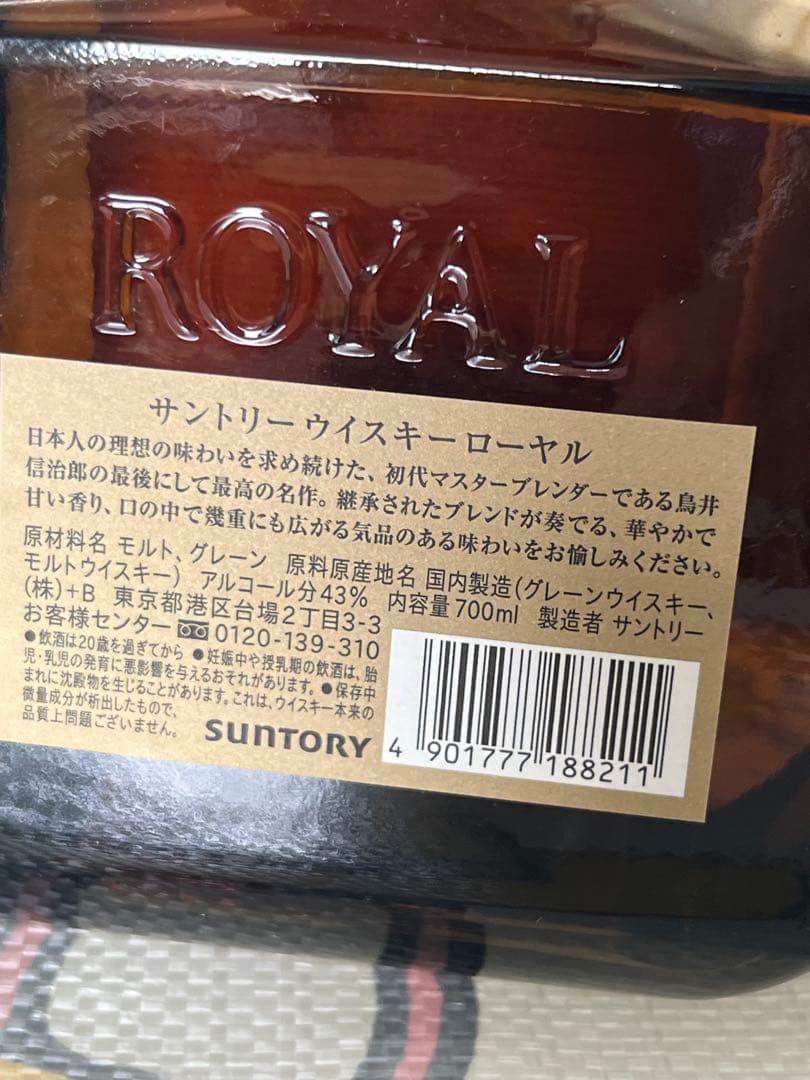 ROYAL
サントリー ウイスキー ローヤル
日本人の理想の味わいを求め続けた、初代マスターブレンダーである鳥井
信治郎の最後にして最高の名作。継承されたブレンドが奏でる、華やかで
甘い香り、口の中で幾重にも広がる気品のある味わいをお愉しみください。
原材料名 モルト、グレーン 原料原産地名 国内製造(グレーンウイスキー、
モルトウイスキー) アルコール分43% 内容量700ml 製造者 サントリー
(株)+B 東京都港区台場2丁目3-3
お客様センター 0120-139-310
●飲酒は20歳を過ぎてから ●妊娠中や授乳期の飲酒は、胎
児・乳児の発育に悪影響を与えるおそれがあります。●保存中
まれに沈殿物を生じることがあります。これは、ウイスキー本来の
微量成分が析出したもので、
品質上問題ございません。
SUNTORY
4 901777 188211